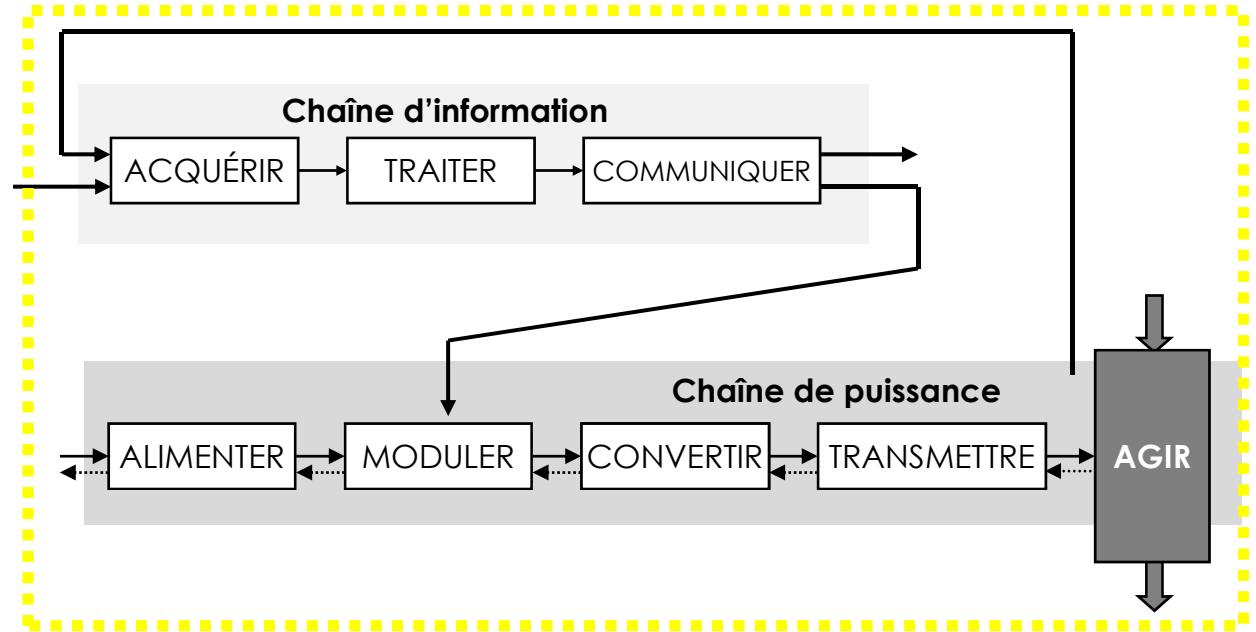 Chaîne d’information
ACQUÉRIR
TRAITER
COMMUNIQUER
Chaîne de puissance
ALIMENTER
MODULER
CONVERTIR
TRANSMETTRE
AGIR